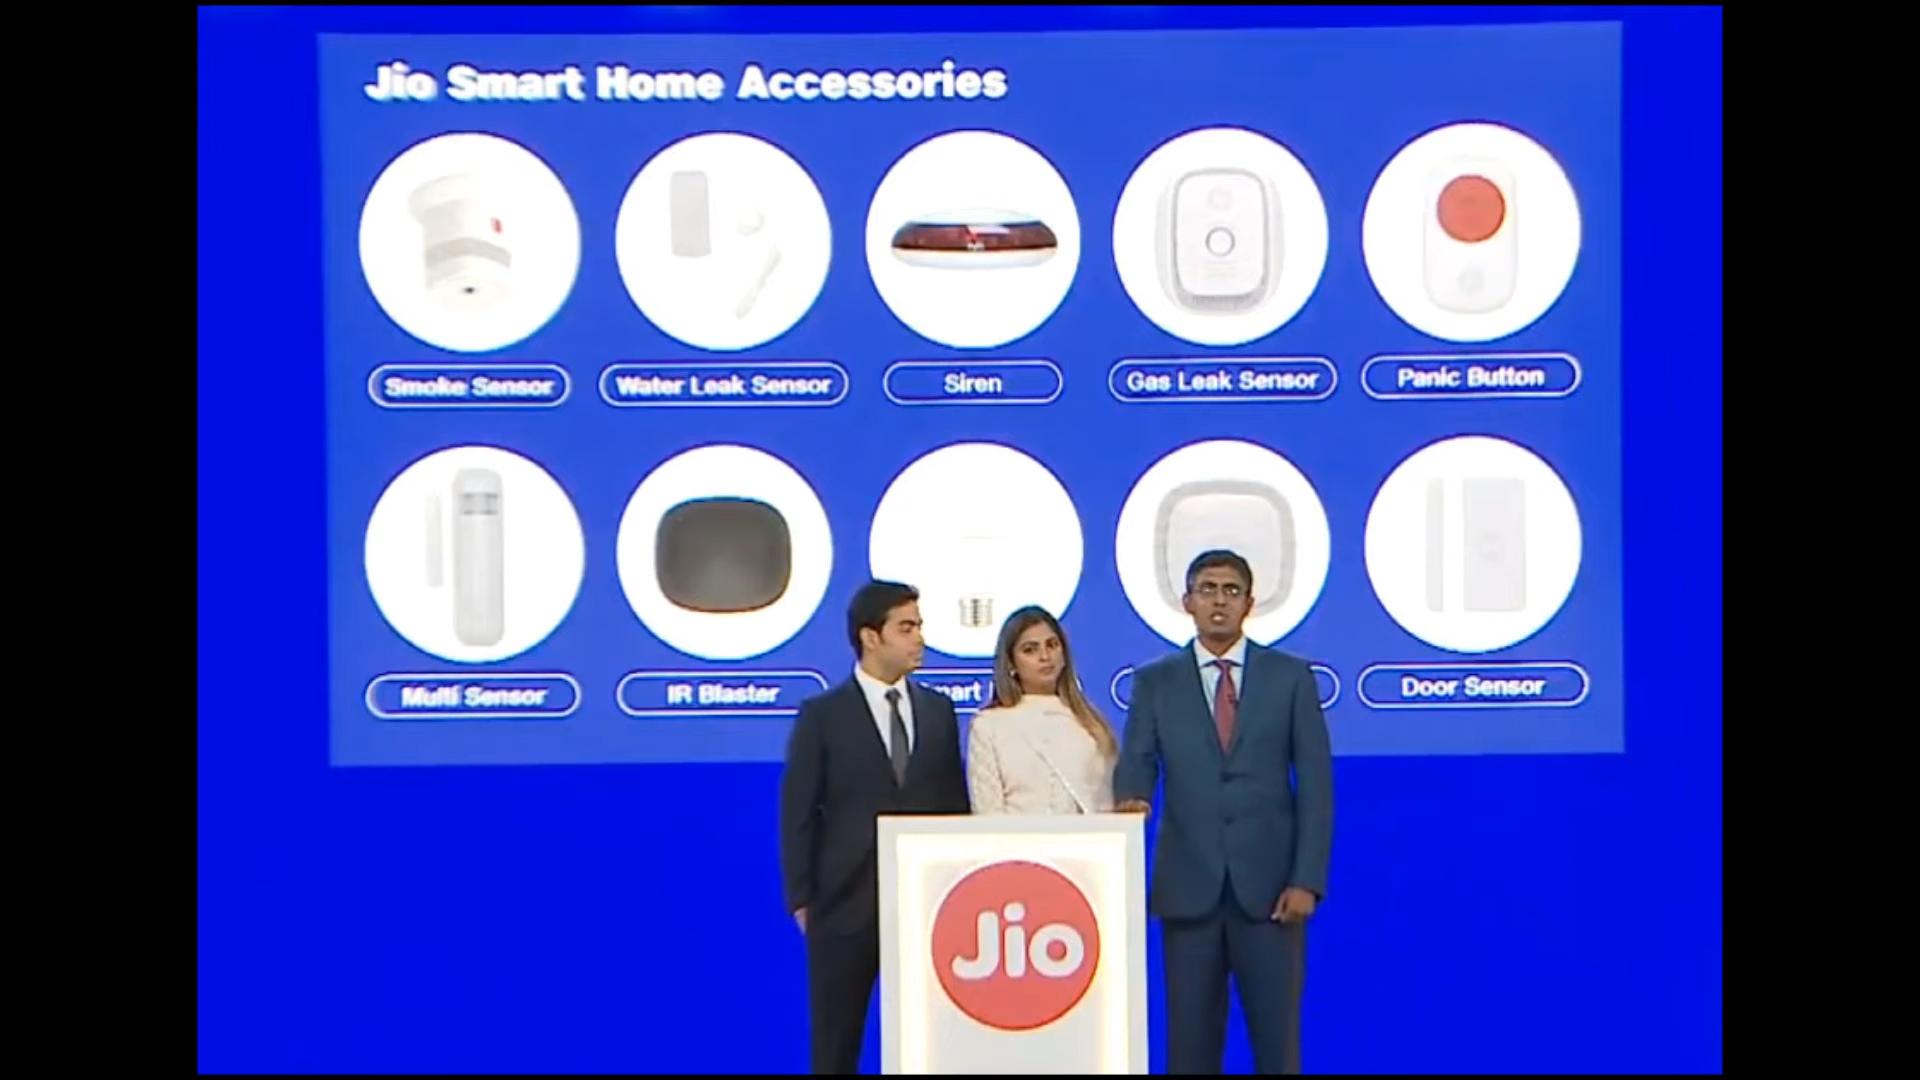 Jio Smart Home Accessories
Smoke Sensor
Water Leak Sensor
Siren
Gas Leak Sensor
Panic Button
Multi Sensor
IR Blaster
Door Sensor
Jio